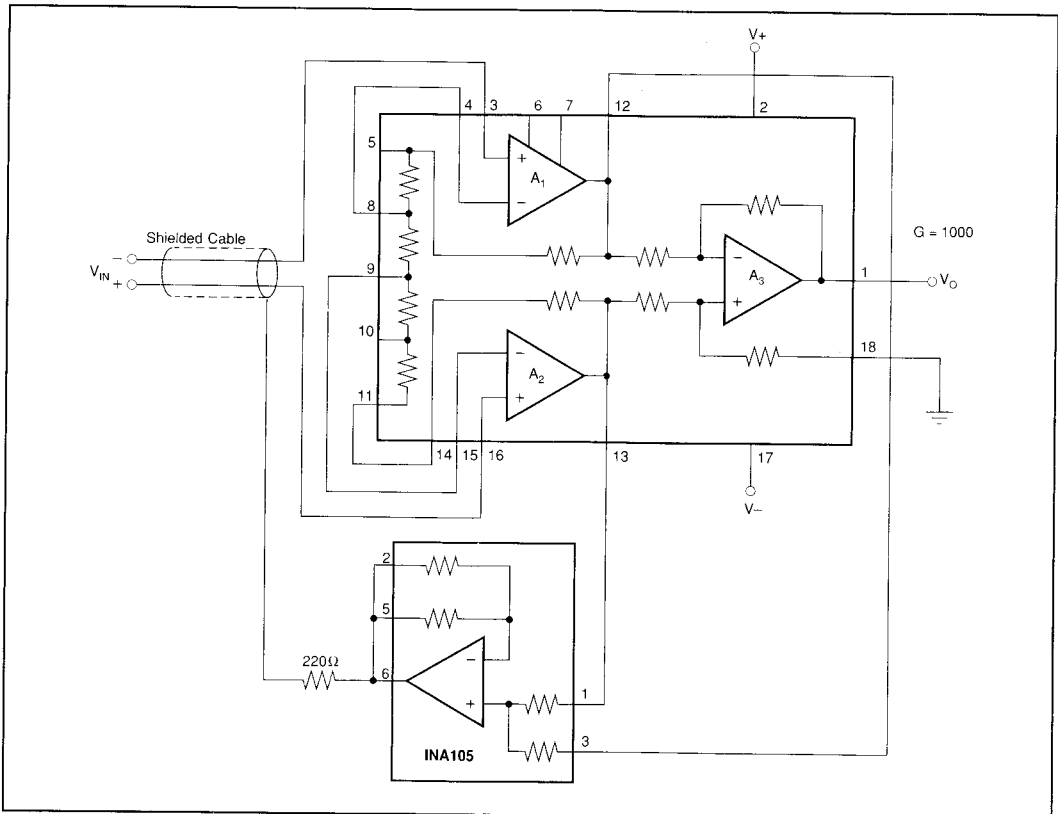 V+
4 3 6 7 12 2
5
+
A1
−
8
Shielded Cable
G = 1000
−
VIN
+
9
−
A3
+
1
VO
10
−
A2
+
18
11
14 15 16 13 17
V−
2
5
220Ω
6
−
+
1
3
INA105